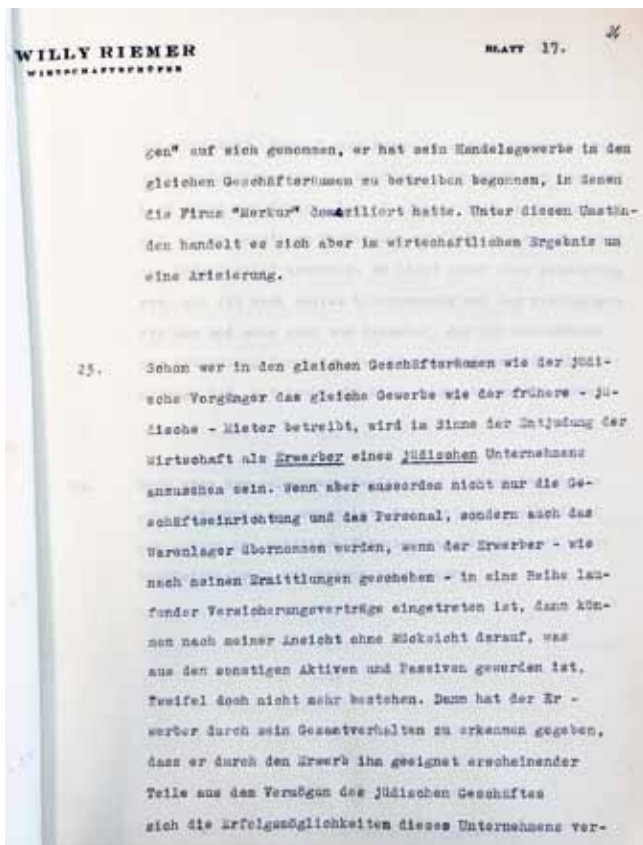 26
WILLY RIEMER
WIRTSCHAFTSPRÜFER
BLATT 17.
gen" auf sich genommen, er hat sein Handelsgewerbe in den
gleichen Geschäftsräumen zu betreiben begonnen, in denen
die Firma "Merkur" domiziliert hatte. Unter diesen Umstän-
den handelt es sich aber im wirtschaftlichen Ergebnis um
eine Arisierung.
25.
Schon wer in den gleichen Geschäftsräumen wie der jüdi-
sche Vorgänger das gleiche Gewerbe wie der frühere - jü-
dische - Mieter betreibt, wird im Sinne der Entjudung der
Wirtschaft als Erwerber eines jüdischen Unternehmens
anzusehen sein. Wenn aber ausserdem nicht nur die Ge-
schäftseinrichtung und das Personal, sondern auch das
Warenlager übernommen worden, wenn der Erwerber - wie
nach meinen Ermittlungen geschehen - in eine Reihe lau-
fender Versicherungsverträge eingetreten ist, dann kön-
nen nach meiner Ansicht ohne Rücksicht darauf, was
aus den sonstigen Aktiven und Passiven geworden ist,
Zweifel doch nicht mehr bestehen. Dann hat der Er -
werber durch sein Gesamtverhalten zu erkennen gegeben,
dass er durch den Erwerb ihm geeignet erscheinender
Teile aus dem Vermögen des jüdischen Geschäftes
sich die Erfolgsmöglichkeiten dieses Unternehmens ver-